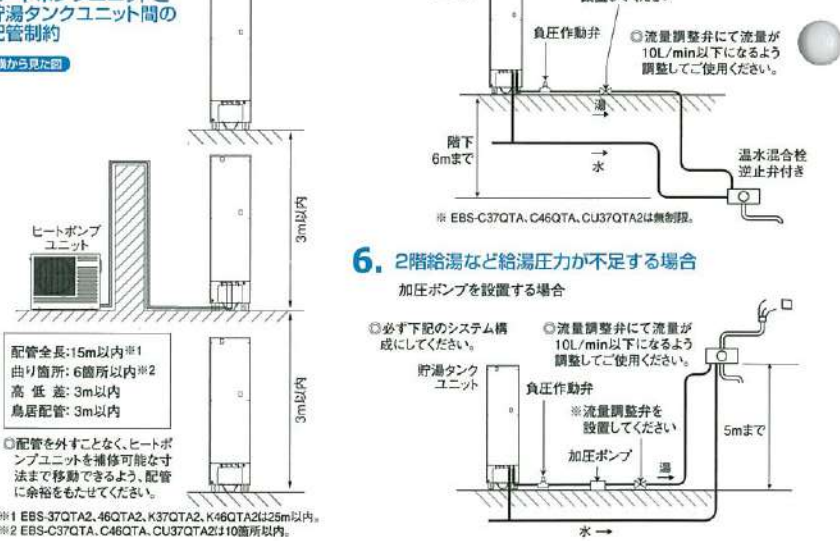 貯湯タンクユニット間の
配管制約
横から見た図
3m以内
ヒートポンプ
ユニット
配管全長:15m以内※1
曲り箇所:6箇所以内※2
高 低 差:3m以内
鳥居配管:3m以内
3m以内
◎配管を外すことなく、ヒートポ
ンプユニットを補修可能な寸
法まで移動できるよう、配管
に余裕をもたせてください。
※1 EBS-37QTA2、46QTA2、K37QTA2、K46QTA2は25m以内。
※2 EBS-C37QTA、C46QTA、CU37QTA2は10箇所以内。
負圧作動弁
◎流量調整弁にて流量が
10L/min以下になるよう
調整してご使用ください。
湯
階下
6mまで
水
温水混合栓
逆止弁付き
※ EBS-C37QTA、C46QTA、CU37QTA2は無制限。
6. 2階給湯など給湯圧力が不足する場合
加圧ポンプを設置する場合
◎必ず下記のシステム構
成にしてください。
◎流量調整弁にて流量が
10L/min以下になるよう
調整してご使用ください。
貯湯タンク
ユニット
負圧作動弁
※流量調整弁を
設置してください
加圧ポンプ
湯
5mまで
水